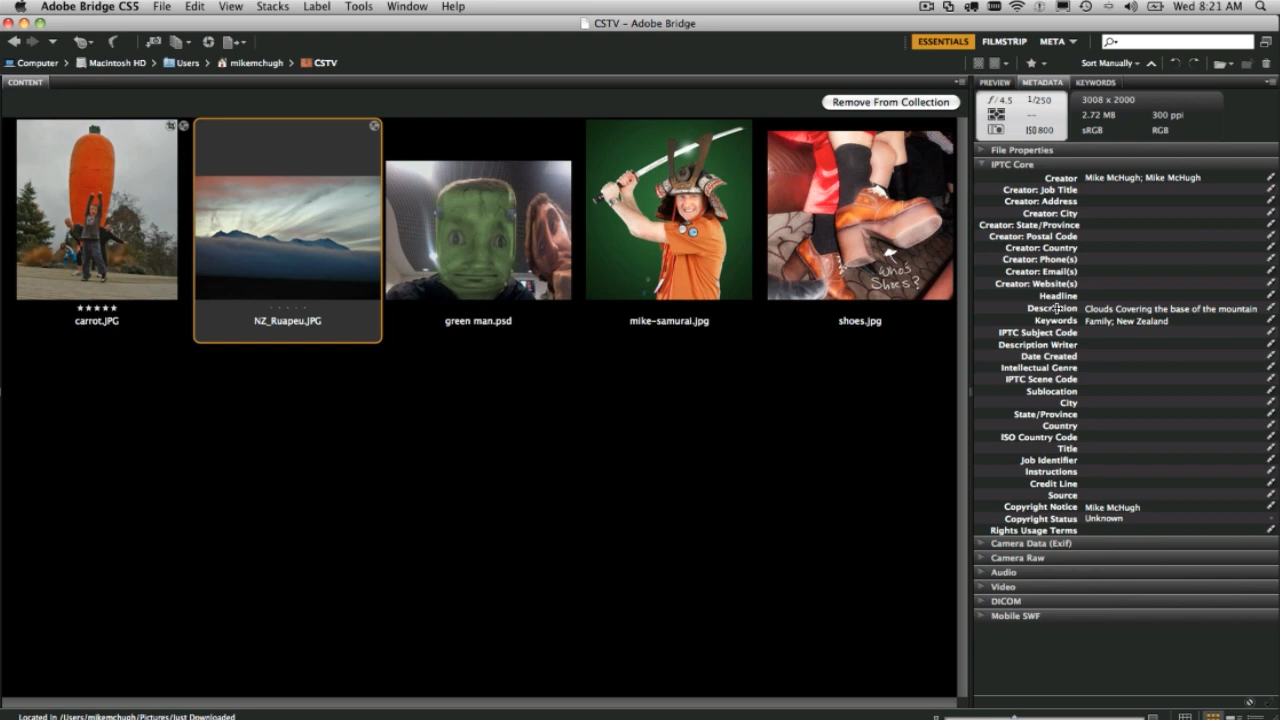 Adobe Bridge CS5 File Edit View Stacks Label Tools Window Help Wed 8:21 AM
CSTV – Adobe Bridge
ESSENTIALS FILMSTRIP META
Computer Macintosh HD Users mikemchugh CSTV Sort Manually
CONTENT
PREVIEW METADATA KEYWORDS
Remove From Collection
f/4.5 1/250
--
ISO800
3008 x 2000
2.72 MB 300 ppi
sRGB RGB
File Properties
IPTC Core
Creator Mike McHugh; Mike McHugh
Creator: Job Title
Creator: Address
Creator: City
Creator: State/Province
Creator: Postal Code
Creator: Country
Creator: Phone(s)
Creator: Email(s)
Creator: Website(s)
Headline
Description Clouds Covering the base of the mountain
Keywords Family; New Zealand
IPTC Subject Code
Description Writer
Date Created
Intellectual Genre
IPTC Scene Code
Sublocation
City
State/Province
Country
ISO Country Code
Title
Job Identifier
Instructions
Credit Line
Source
Copyright Notice Mike McHugh
Copyright Status Unknown
Rights Usage Terms
Camera Data (Exif)
Camera Raw
Audio
Video
DICOM
Mobile SWF
WHO'S
SHOES?
carrot.JPG
NZ_Ruapeu.JPG
green man.psd
mike-samurai.jpg
shoes.jpg
Located in /Users/mikemchugh/Pictures/Just Downloaded